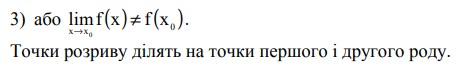 3) або lim f(x)≠f(x₀).
x→x₀
Точки розриву ділять на точки першого і другого роду.